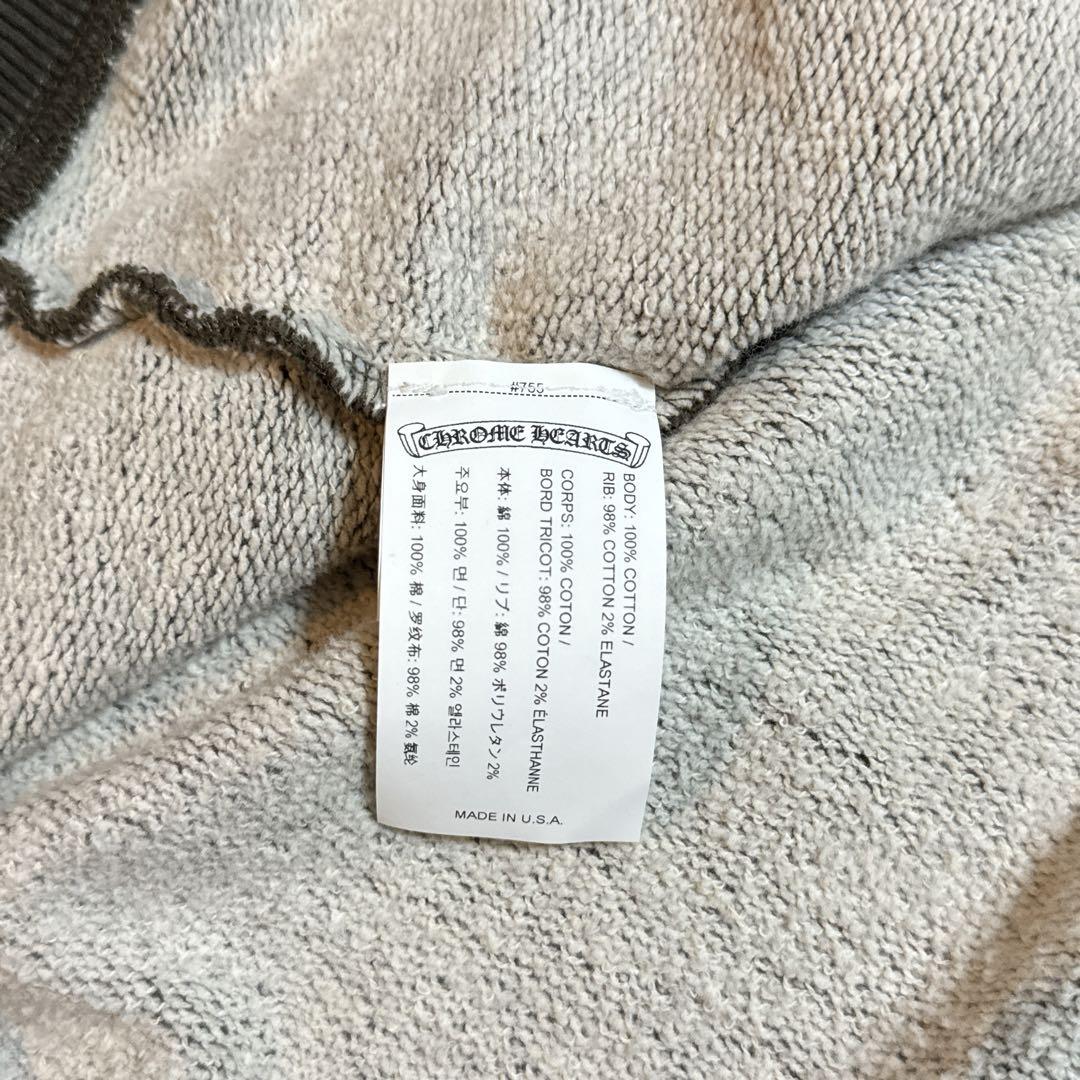 #755
CHROME HEARTS
BODY: 100% COTTON /
RIB: 98% COTTON 2% ELASTANE
CORPS: 100% COTON /
BORD TRICOT: 98% COTON 2% ÉLASTHANNE
本体: 綿 100% / リブ: 綿 98% ポリウレタン 2%
주요부: 100% 면 / 단: 98% 면 2% 엘라스테인
大身面料: 100% 棉 / 罗纹布: 98% 棉 2% 氨纶
MADE IN U.S.A.